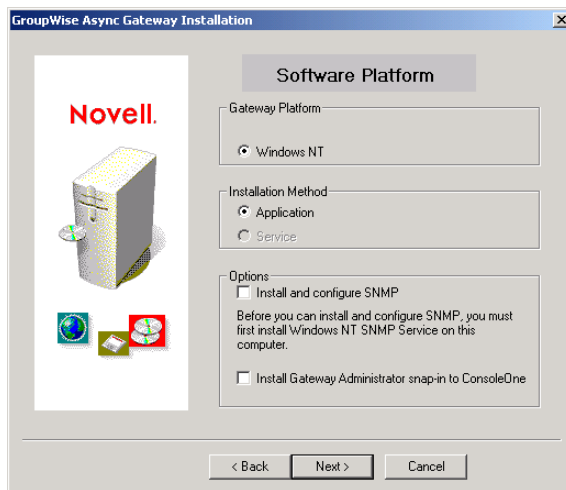 GroupWise Async Gateway Installation
Software Platform
Novell.
Gateway Platform
Windows NT
Installation Method
Application
Service
Options
Install and configure SNMP
Before you can install and configure SNMP, you must
first install Windows NT SNMP Service on this
computer.
Install Gateway Administrator snap-in to ConsoleOne
< Back
Next >
Cancel